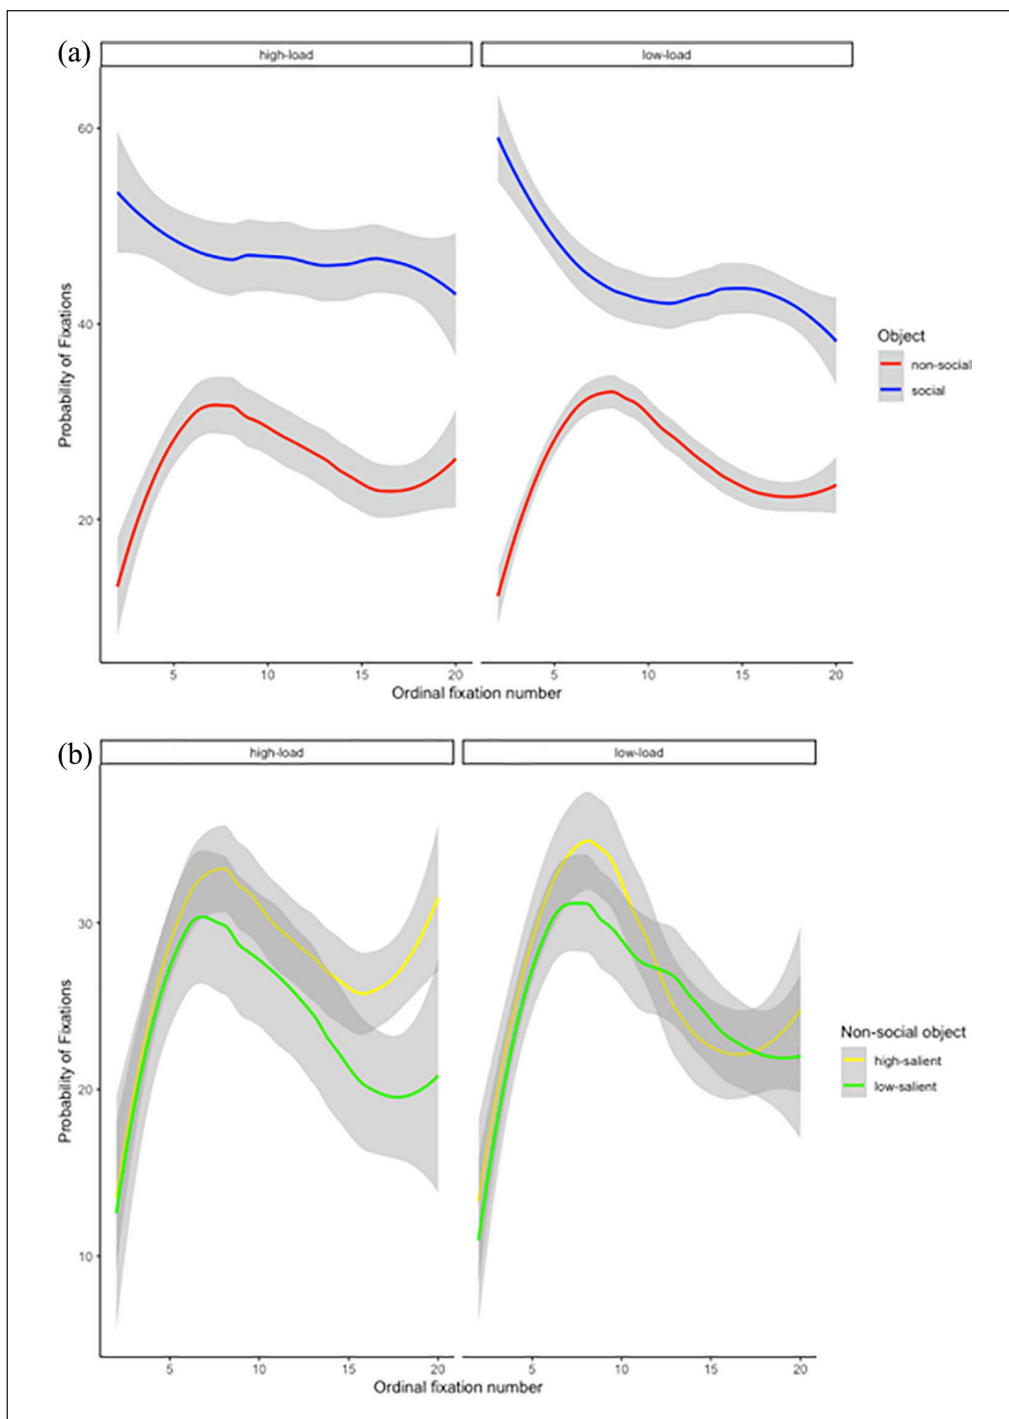 (a)
high-load
low-load
60
40
20
Probability of Fixations
5
10
15
20
5
10
15
20
Ordinal fixation number
Object
non-social
social
(b)
high-load
low-load
30
20
10
Probability of Fixations
5
10
15
20
5
10
15
20
Ordinal fixation number
Non-social object
high-salient
low-salient